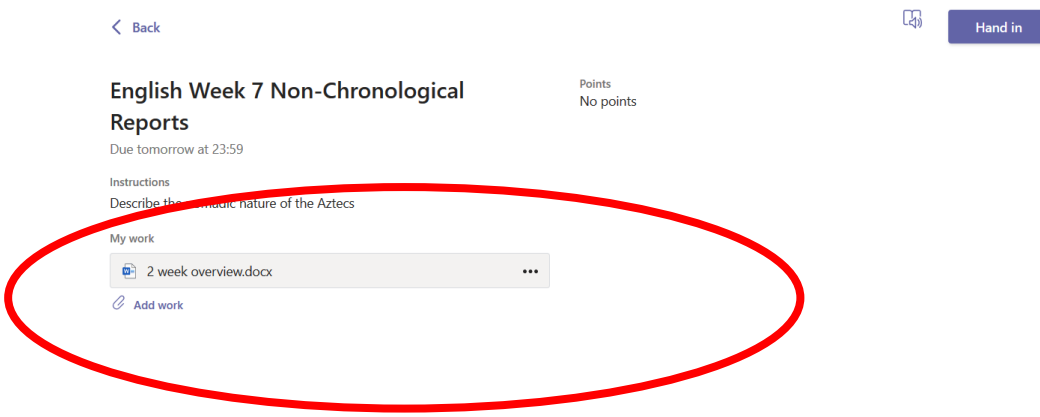 Back
Hand in
English Week 7 Non-Chronological
Reports
Points
No points
Due tomorrow at 23:59
Instructions
Describe the nomadic nature of the Aztecs
My work
2 week overview.docx
Add work